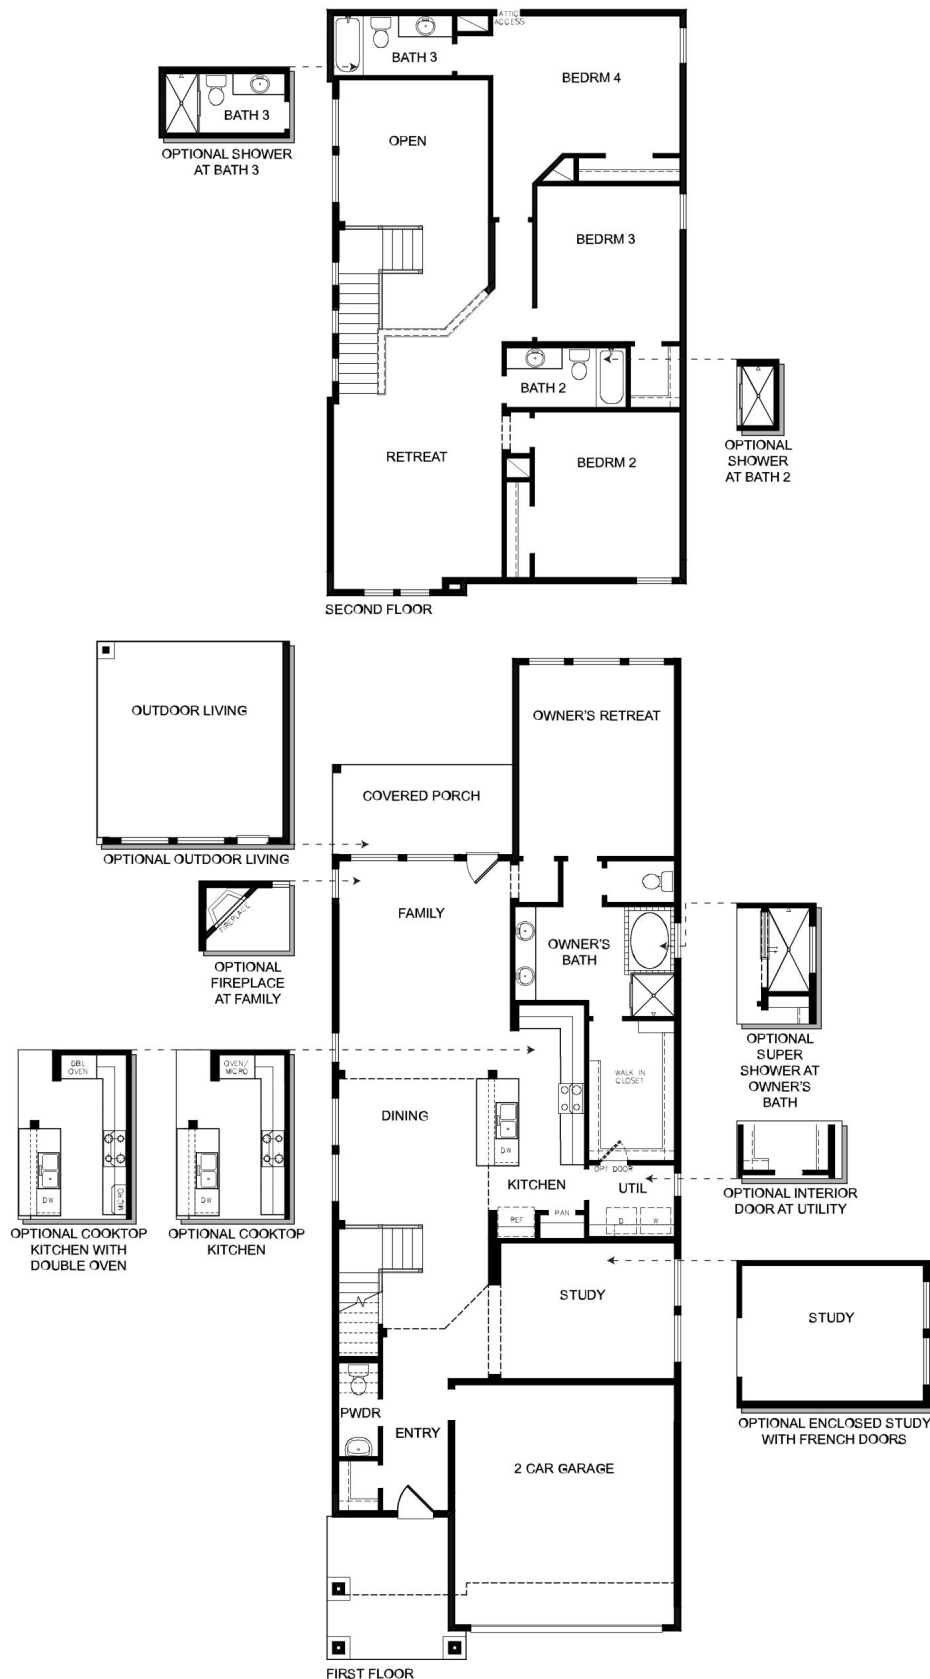 ATTIC
ACCESS
BATH 3
BEDRM 4
BATH 3
OPTIONAL SHOWER
AT BATH 3
OPEN
BEDRM 3
BATH 2
RETREAT
BEDRM 2
OPTIONAL
SHOWER
AT BATH 2
SECOND FLOOR
OUTDOOR LIVING
OPTIONAL OUTDOOR LIVING
OWNER'S RETREAT
COVERED PORCH
FIREPLACE
OPTIONAL
FIREPLACE
AT FAMILY
FAMILY
OWNER'S
BATH
OPTIONAL
SUPER
SHOWER AT
OWNER'S
BATH
DBL
OVEN
DW
MICRO
OPTIONAL COOKTOP
KITCHEN WITH
DOUBLE OVEN
OVEN/
MICRO
DW
OPTIONAL COOKTOP
KITCHEN
DINING
DW
WALK IN
CLOSET
OPT DOOR
KITCHEN
UTIL
REF
PAN
D
W
OPTIONAL INTERIOR
DOOR AT UTILITY
STUDY
STUDY
OPTIONAL ENCLOSED STUDY
WITH FRENCH DOORS
PWDR
ENTRY
2 CAR GARAGE
FIRST FLOOR